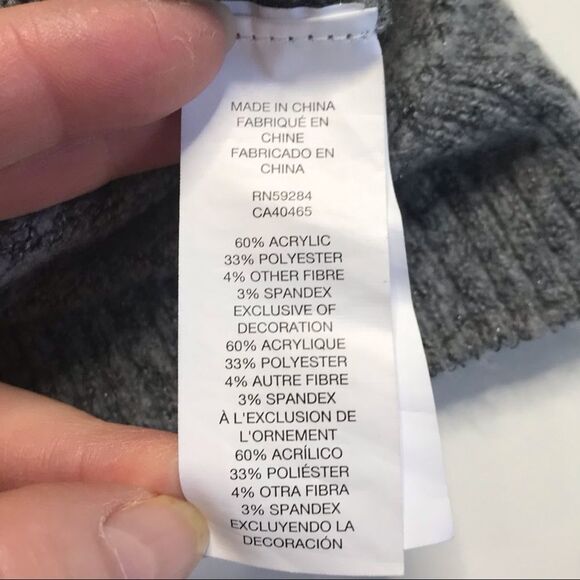 MADE IN CHINA
FABRIQUÉ EN
CHINE
FABRICADO EN
CHINA
RN59284
CA40465
60% ACRYLIC
33% POLYESTER
4% OTHER FIBRE
3% SPANDEX
EXCLUSIVE OF
DECORATION
60% ACRYLIQUE
33% POLYESTER
4% AUTRE FIBRE
3% SPANDEX
À L'EXCLUSION DE
L'ORNEMENT
60% ACRÍLICO
33% POLIÉSTER
4% OTRA FIBRA
3% SPANDEX
EXCLUYENDO LA
DECORACIÓN